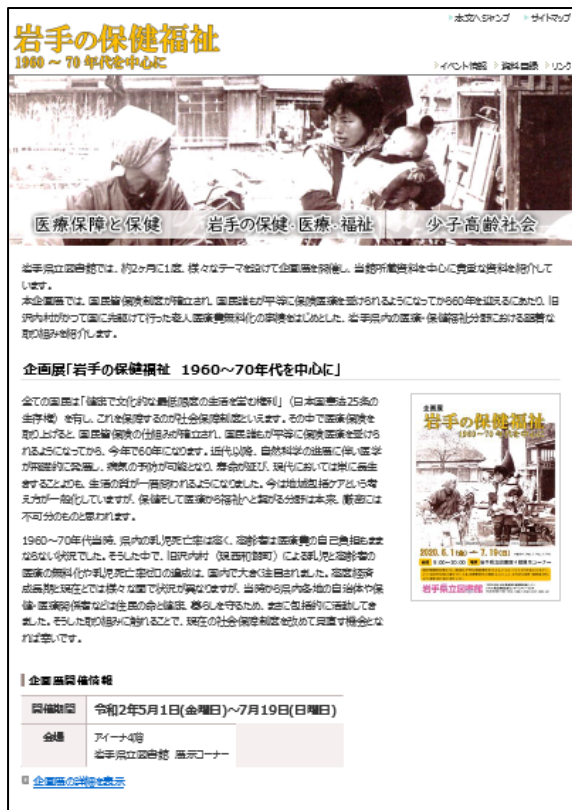 本文へジャンプ サイトマップ
岩手の保健福祉
1960～70年代を中心に
イベント情報 資料目録 リンク
医療保障と保健 岩手の保健・医療・福祉 少子高齢社会
岩手県立図書館では、約2ヶ月に1度、様々なテーマを設けて企画展を開催し、当館所蔵資料を中心に貴重な資料を紹介して
います。
本企画展では、国民皆保険制度が確立され、国民誰もが平等に保険医療を受けられるようになってから60年を迎えるにあたり、旧
沢内村がかつて国に先駆けて行った老人医療費無料化の実績をはじめとした、岩手県内の医療・保健福祉分野における顕著な
取り組みを紹介します。
企画展「岩手の保健福祉 1960～70年代を中心に」
全ての国民は「健康で文化的な最低限度の生活を営む権利」（日本国憲法25条の
生存権）を有し、これを保障するのが社会保障制度といえます。その中で医療保険を
取り上げると、国民皆保険の仕組みが確立され、国民誰もが平等に保険医療を受けら
れるようになってから、今年で60年になります。近代以降、自然科学の進展に伴い医学
が飛躍的に発展し、病気の予防が可能となり、寿命が延び、現代においては単に長生
きすることよりも、生活の質が一層問われるようになりました。今は地域包括ケアという考
え方が一般化していますが、保健そして医療から福祉へと繋がる分野は本来、厳密には
不可分のものと思われます。
1960～70年代当時、県内の乳児死亡率は高く、高齢者は医療費の自己負担もまま
ならない状況でした。そうした中で、旧沢内村（現西和賀町）による乳児と高齢者の
医療の無料化や乳児死亡率ゼロの達成は、国内で大きく注目されました。高度経済
成長期と現在とでは様々な面で状況が異なりますが、当時から県内各地の自治体や保
健・医療関係者などは住民の命と健康、暮らしを守るため、まさに包括的に活動してき
ました。そうした取り組みに触れることで、現在の社会保障制度を改めて見直す機会とな
れば幸いです。
企画展
岩手の保健福祉
1960～70年代を中心に
2020.5.1(金)～7.19(日)
9:00～20:00
岩手県立図書館
企画展開催情報
開催期間 令和2年5月1日(金曜日)～7月19日(日曜日)
会場 アイーナ4階
岩手県立図書館 展示コーナー
企画展の詳細を表示